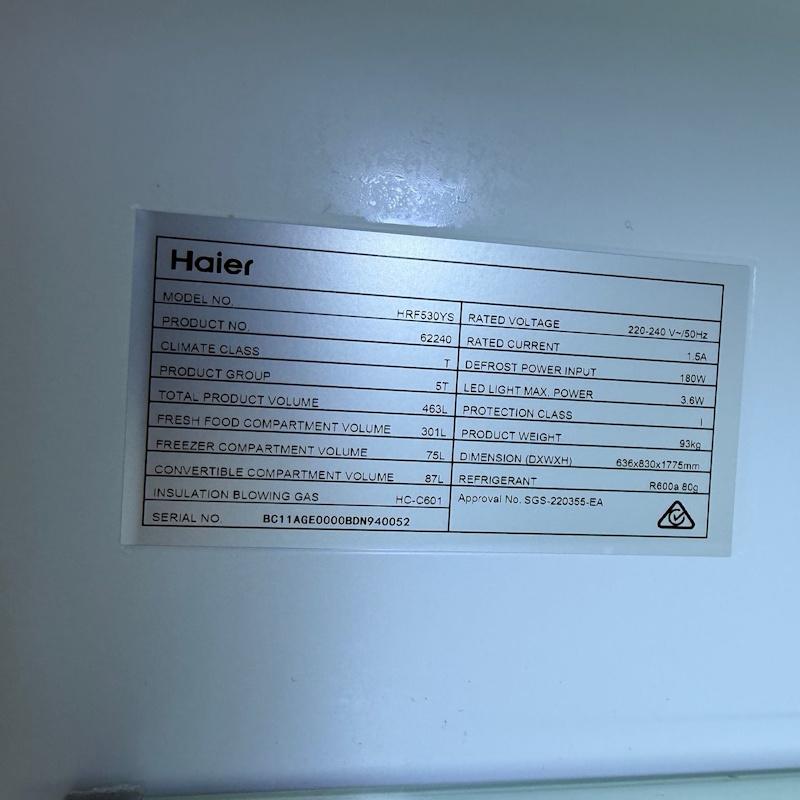 Haier
MODEL NO. HRF530YS
PRODUCT NO. 62240
CLIMATE CLASS T
PRODUCT GROUP 5T
TOTAL PRODUCT VOLUME 463L
FRESH FOOD COMPARTMENT VOLUME 301L
FREEZER COMPARTMENT VOLUME 75L
CONVERTIBLE COMPARTMENT VOLUME 87L
INSULATION BLOWING GAS HC-C601
SERIAL NO. BC11AGE0000BDN940052
RATED VOLTAGE 220-240 V~/50Hz
RATED CURRENT 1.5A
DEFROST POWER INPUT 180W
LED LIGHT MAX. POWER 3.6W
PROTECTION CLASS I
PRODUCT WEIGHT 93kg
DIMENSION (DXWXH) 636x830x1775mm
REFRIGERANT R600a 80g
Approval No. SGS-220355-EA